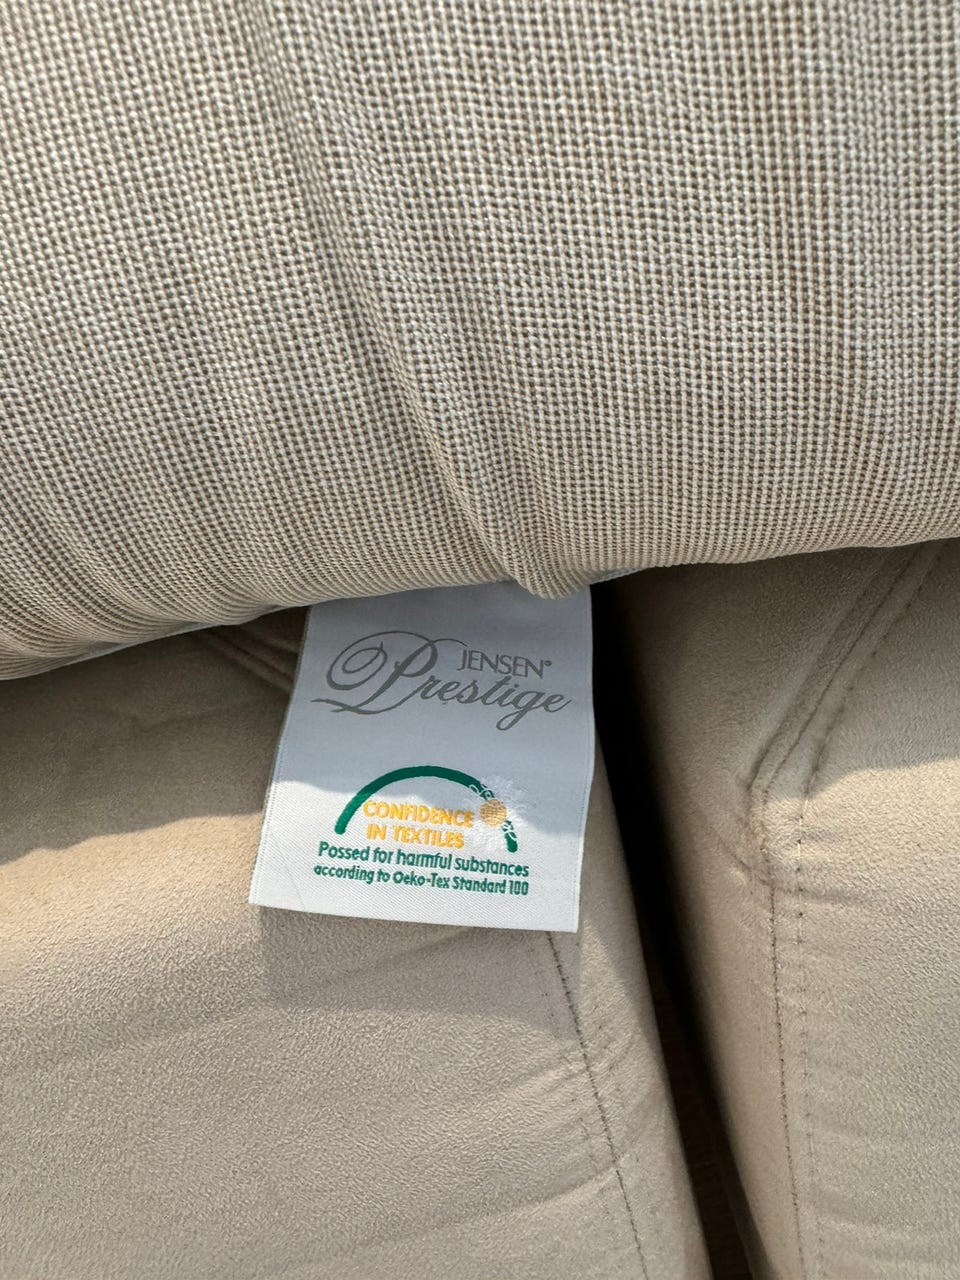 JENSEN®
Prestige
CONFIDENCE
IN TEXTILES
Possed for harmful substances
according to Oeko-Tex Standard 100